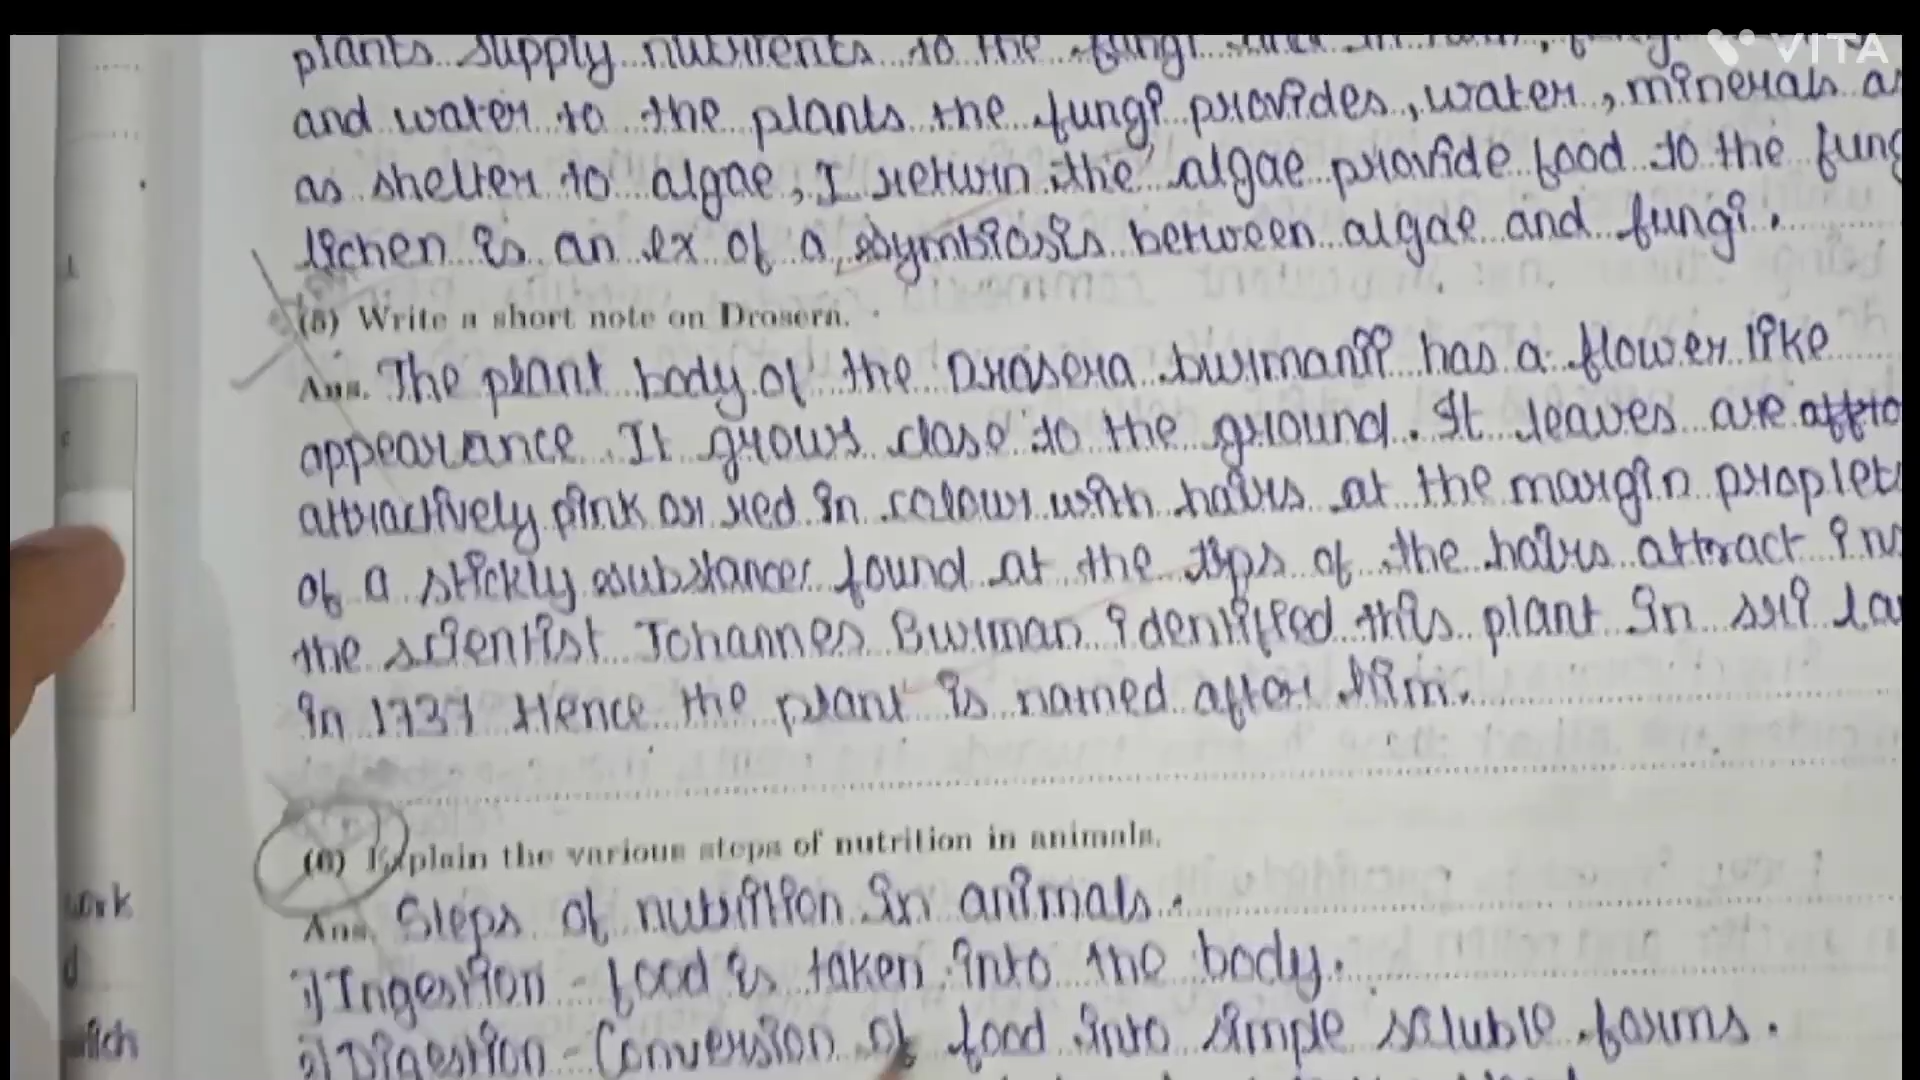 VITA
plants supply nutrients to the fungi
and water to the plants the fungi provides, water, minerals as
as shelter to algae, I return the algae provide food to the fung
lichen is an ex of a symbiosis between algae and fungi.
(5) Write a short note on Drosera.
Ans. The plant body of the Drosera burmanii has a flower like
appearance. It grows close to the ground. It leaves are
attractively pink or red in colour with hairs at the margin proplets
of a stickly substances found at the tips of the hairs attract ins
the scientist Johannes Burman identified this plant in sri la
in 1737 Hence the plant is named after him.
(6) Explain the various steps of nutrition in animals.
Ans. Steps of nutrition in animals.
i) Ingestion - food is taken into the body.
Digestion - Conversion of food into simple soluble forms.